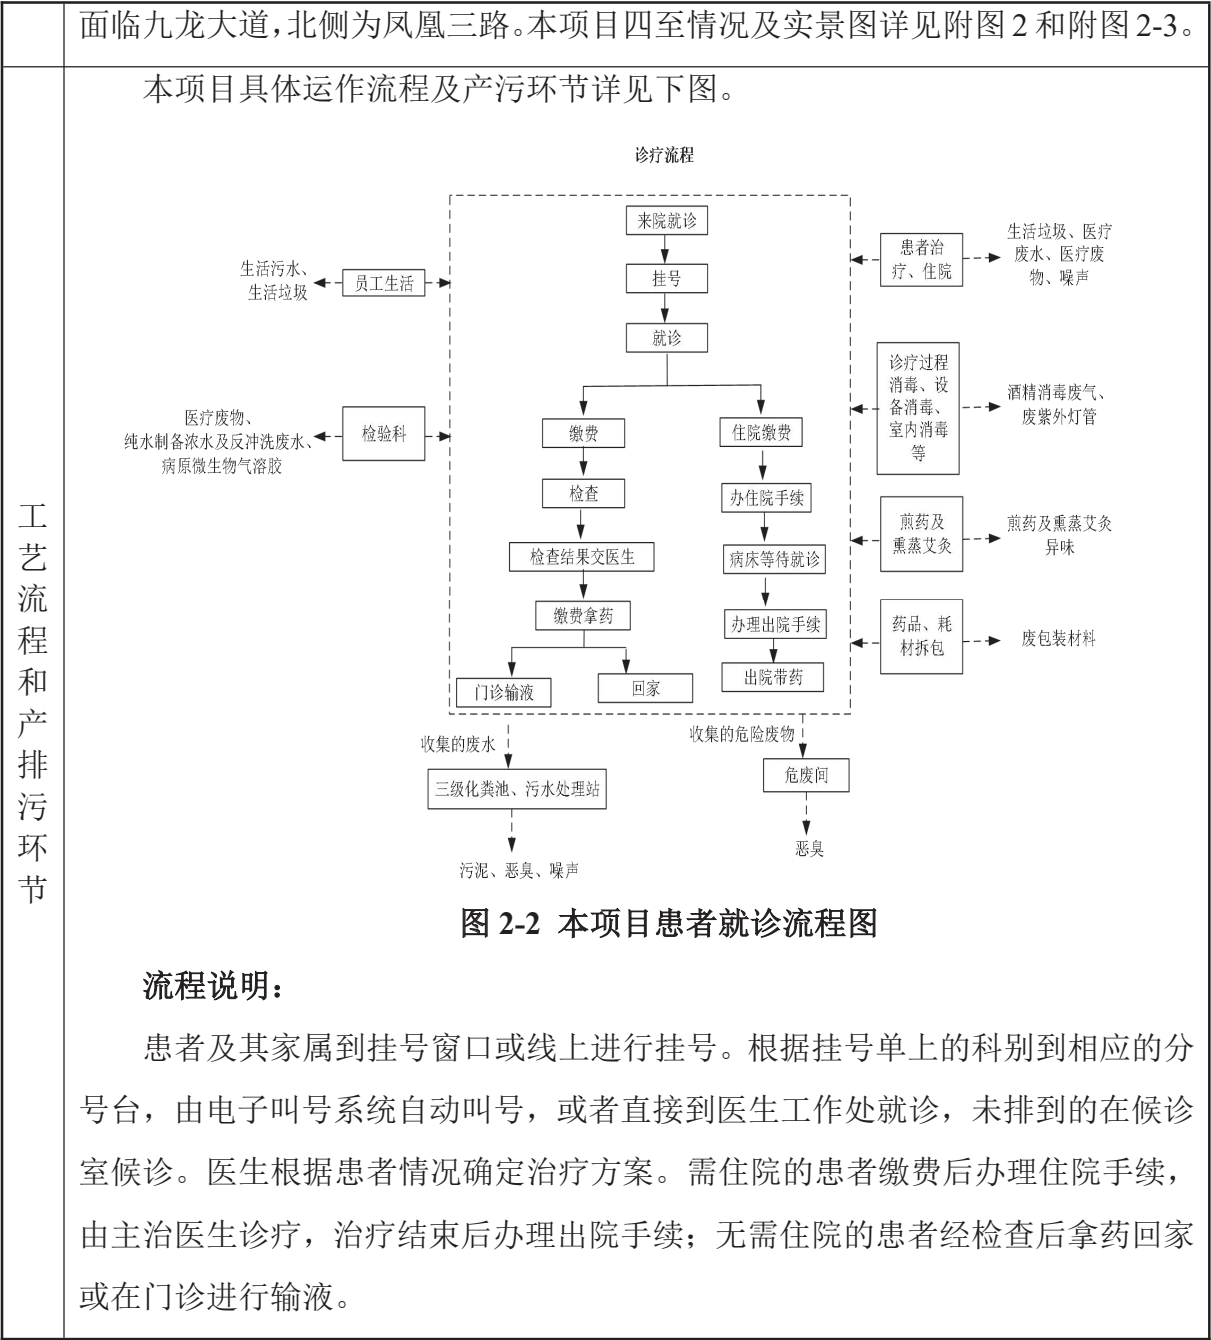 面临九龙大道，北侧为凤凰三路。本项目四至情况及实景图详见附图 2 和附图 2-3。
工艺流程和产排污环节
本项目具体运作流程及产污环节详见下图。
诊疗流程
来院就诊
挂号
就诊
缴费
检查
检查结果交医生
缴费拿药
门诊输液
回家
住院缴费
办住院手续
病床等待就诊
办理出院手续
出院带药
生活污水、
生活垃圾
员工生活
医疗废物、
纯水制备浓水及反冲洗废水、
病原微生物气溶胶
检验科
患者治
疗、住院
生活垃圾、医疗
废水、医疗废
物、噪声
诊疗过程
消毒、设
备消毒、
室内消毒
等
酒精消毒废气、
废紫外灯管
煎药及
熏蒸艾灸
煎药及熏蒸艾灸
异味
药品、耗
材拆包
废包装材料
收集的废水
三级化粪池、污水处理站
污泥、恶臭、噪声
收集的危险废物
危废间
恶臭
图 2-2 本项目患者就诊流程图
流程说明：
患者及其家属到挂号窗口或线上进行挂号。根据挂号单上的科别到相应的分
号台，由电子叫号系统自动叫号，或者直接到医生工作处就诊，未排到的在候诊
室候诊。医生根据患者情况确定治疗方案。需住院的患者缴费后办理住院手续，
由主治医生诊疗，治疗结束后办理出院手续；无需住院的患者经检查后拿药回家
或在门诊进行输液。